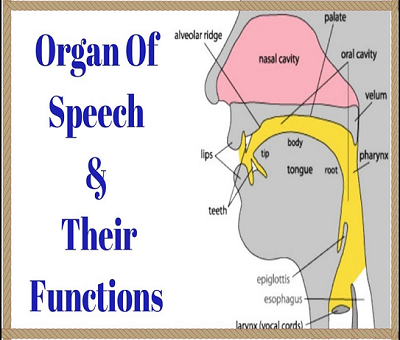 Organ Of
Speech
&
Their
Functions
palate
alveolar ridge
oral cavity
nasal cavity
velum
lips
tip
body
pharynx
tongue
root
teeth
epiglottis
esophagus
larynx (vocal cords)